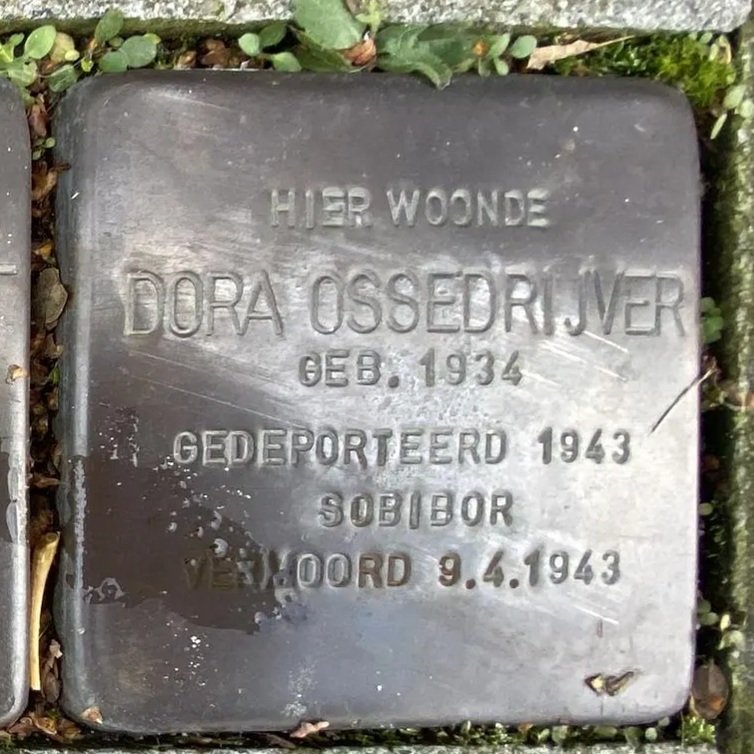 HIER WOONDE
DORA OSSEDRIJVER
GEB. 1934
GEDEPORTEERD 1943
SOBIBOR
VERMOORD 9.4.1943